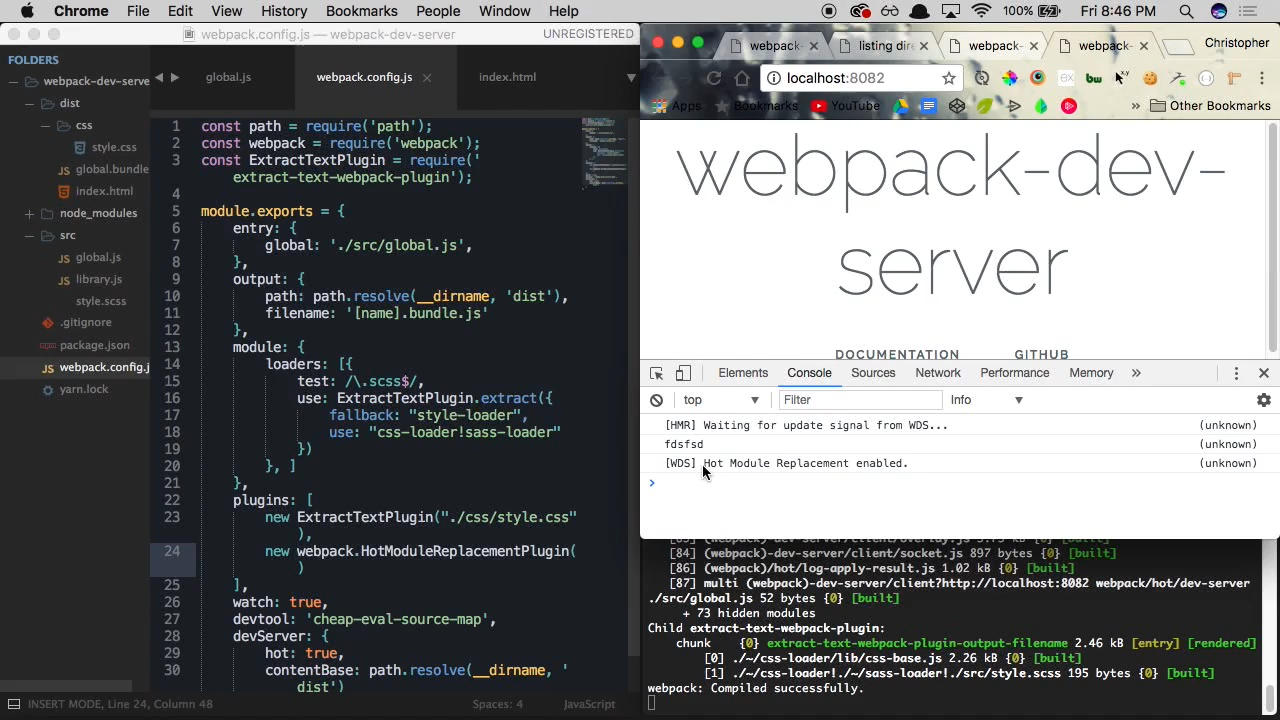 Chrome File Edit View History Bookmarks People Window Help 100% Fri 8:46 PM
webpack.config.js — webpack-dev-server UNREGISTERED
FOLDERS
webpack-dev-serve
dist
css
style.css
global.bundle
index.html
node_modules
src
global.js
library.js
style.scss
.gitignore
package.json
webpack.config.j
yarn.lock
global.js webpack.config.js index.html
1 const path = require('path');
2 const webpack = require('webpack');
3 const ExtractTextPlugin = require('
extract-text-webpack-plugin');
4
5 module.exports = {
6 entry: {
7 global: './src/global.js',
8 },
9 output: {
10 path: path.resolve(__dirname, 'dist'),
11 filename: '[name].bundle.js'
12 },
13 module: {
14 loaders: [{
15 test: /\.scss$/,
16 use: ExtractTextPlugin.extract({
17 fallback: "style-loader",
18 use: "css-loader!sass-loader"
19 })
20 }, ]
21 },
22 plugins: [
23 new ExtractTextPlugin("./css/style.css"
),
24 new webpack.HotModuleReplacementPlugin(
)
25 ],
26 watch: true,
27 devtool: 'cheap-eval-source-map',
28 devServer: {
29 hot: true,
30 contentBase: path.resolve(__dirname, '
dist')
INSERT MODE, Line 24, Column 48 Spaces: 4 JavaScript
webpack- listing dire webpack- webpack- Christopher
localhost:8082
Apps Bookmarks YouTube » Other Bookmarks
webpack-dev-
server
DOCUMENTATION GITHUB
Elements Console Sources Network Performance Memory »
top Filter Info
[HMR] Waiting for update signal from WDS... (unknown)
fdsfsd (unknown)
[WDS] Hot Module Replacement enabled. (unknown)
>
[84] (webpack)-dev-server/client/socket.js 897 bytes {0} [built]
[86] (webpack)/hot/log-apply-result.js 1.02 kB {0} [built]
[87] multi (webpack)-dev-server/client?http://localhost:8082 webpack/hot/dev-server
./src/global.js 52 bytes {0} [built]
+ 73 hidden modules
Child extract-text-webpack-plugin:
chunk {0} extract-text-webpack-plugin-output-filename 2.46 kB [entry] [rendered]
[0] ./~/css-loader/lib/css-base.js 2.26 kB {0} [built]
[1] ./~/css-loader!./~/sass-loader!./src/style.scss 195 bytes {0} [built]
webpack: Compiled successfully.